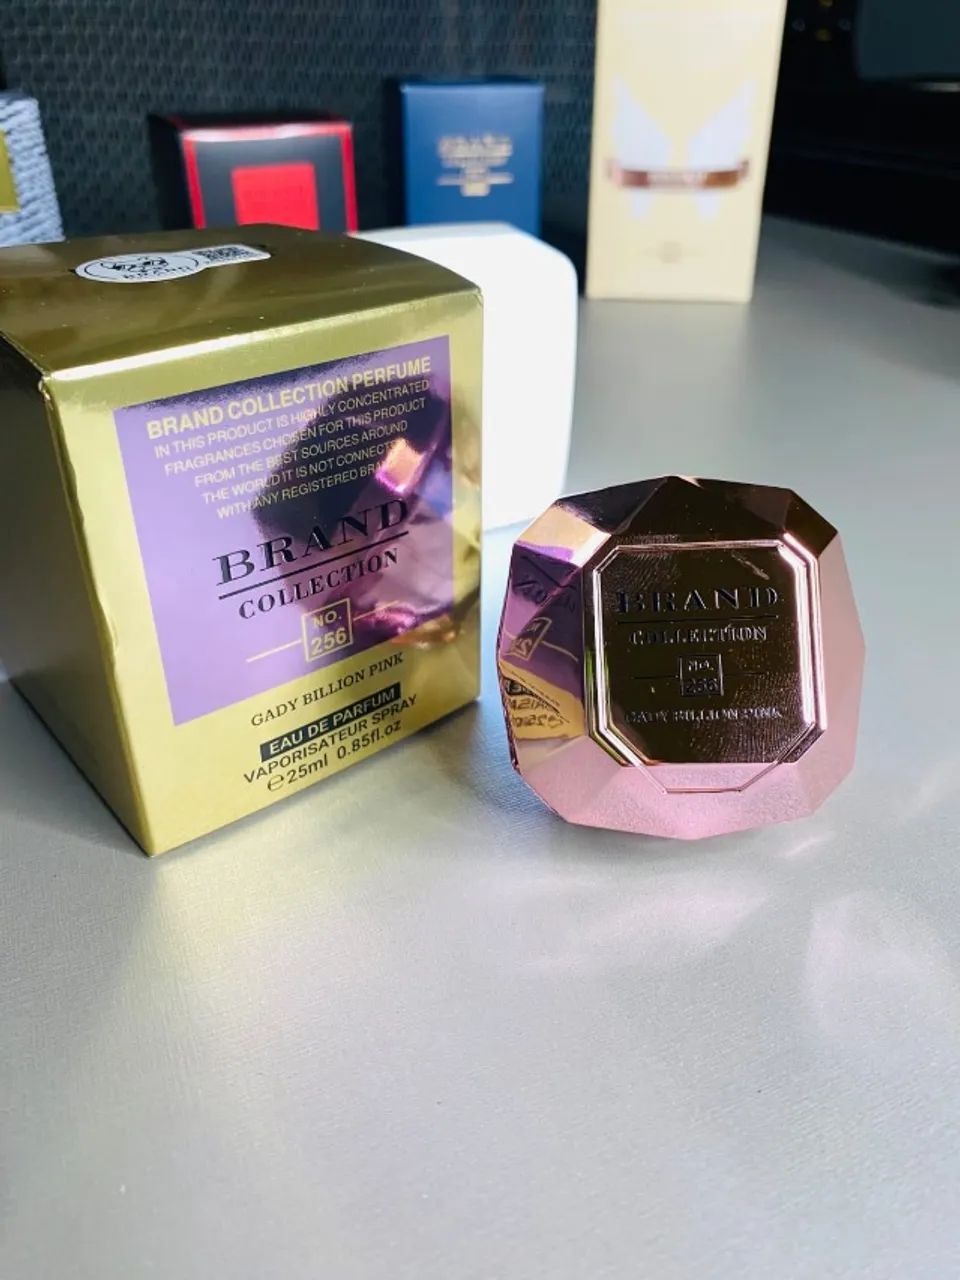 BRAND COLLECTION PERFUME
IN THIS PRODUCT IS HIGHLY CONCENTRATED
FRAGRANCES CHOSEN FOR THIS PRODUCT
FROM THE BEST SOURCES AROUND
THE WORLD IT IS NOT CONNECT
WITH ANY REGISTERED BRA
BRAND
COLLECTION
NO.
256
GADY BILLION PINK
EAU DE PARFUM
VAPORISATEUR SPRAY
℮25ml 0.85fl.oz
BRAND
COLLECTION
NO.
256
GADY BILLION PINK